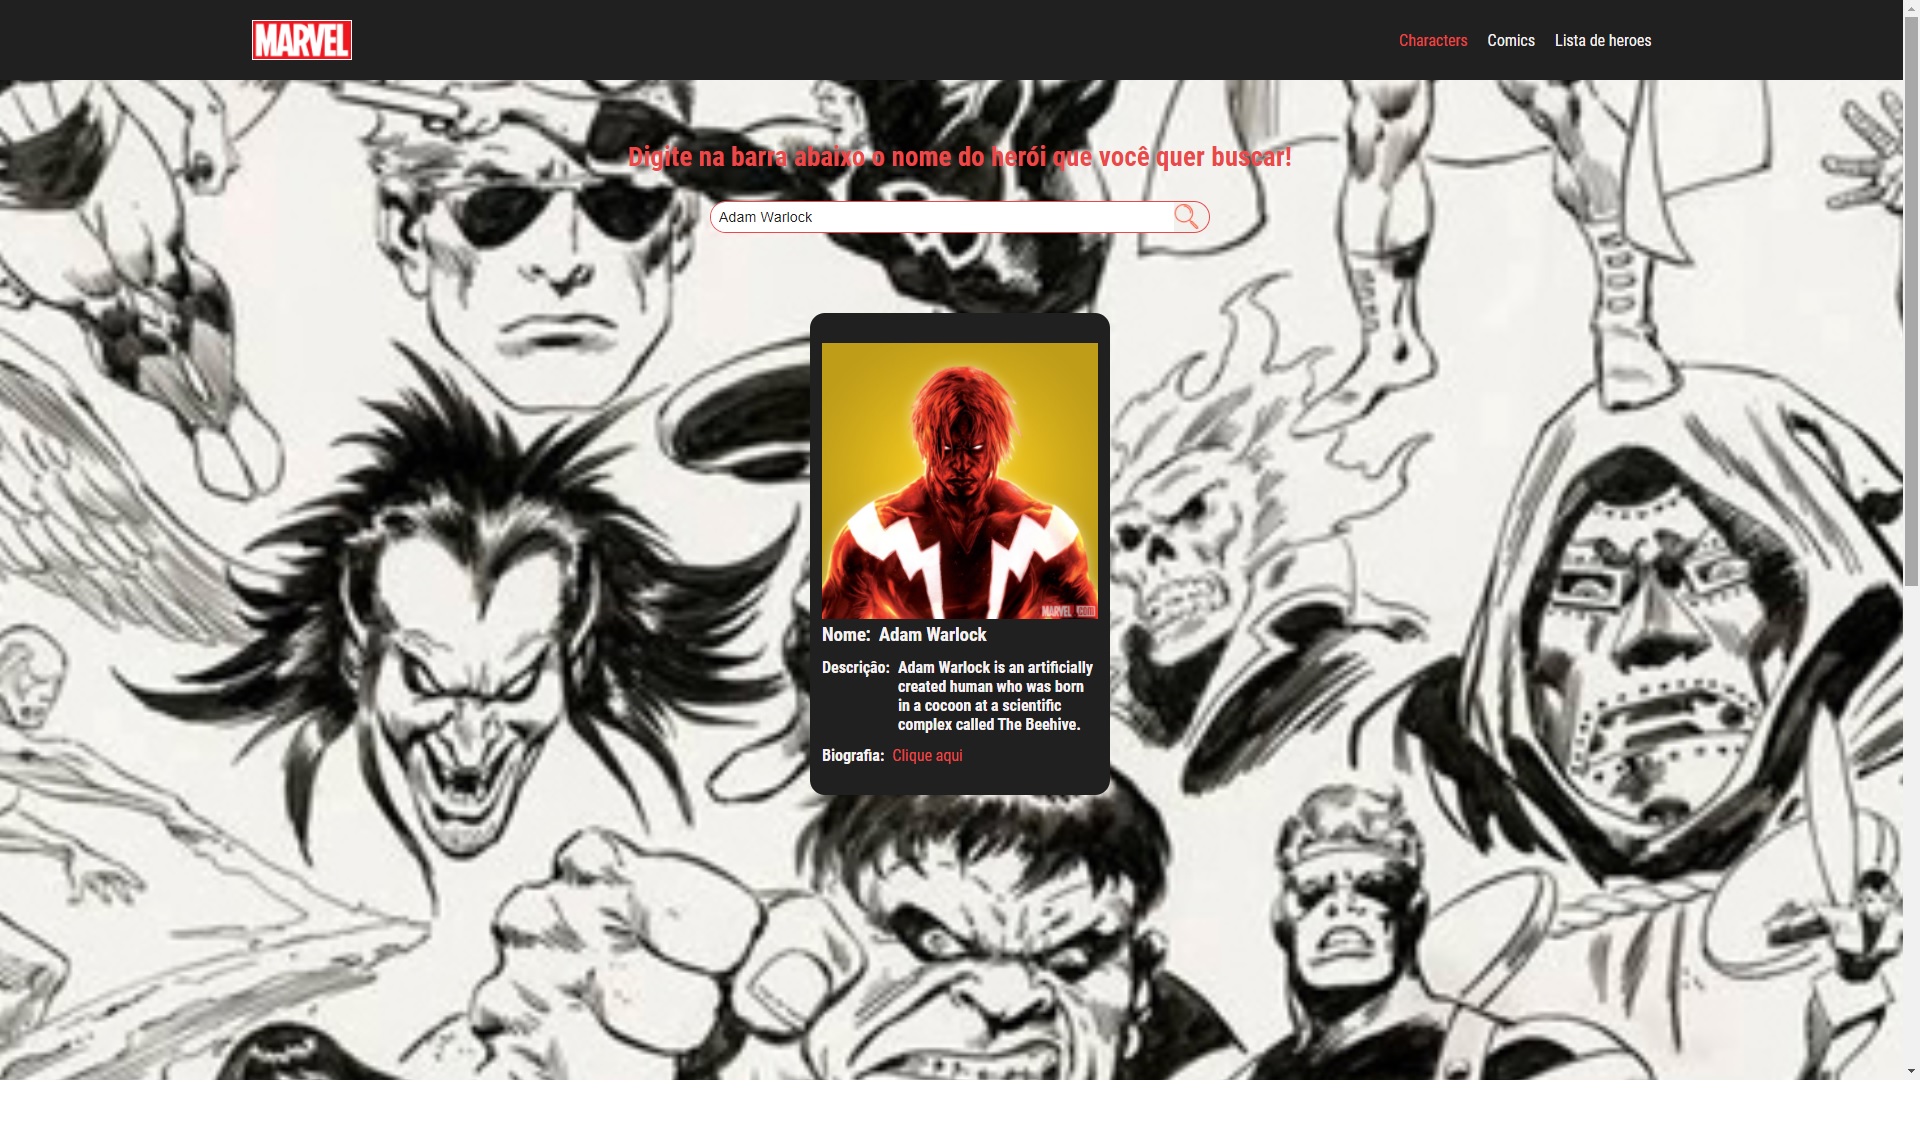 MARVEL
Characters Comics Lista de heroes
Digite na barra abaixo o nome do herói que você quer buscar!
Adam Warlock
MARVEL .com
Nome: Adam Warlock
Descrição: Adam Warlock is an artificially
created human who was born
in a cocoon at a scientific
complex called The Beehive.
Biografia: Clique aqui